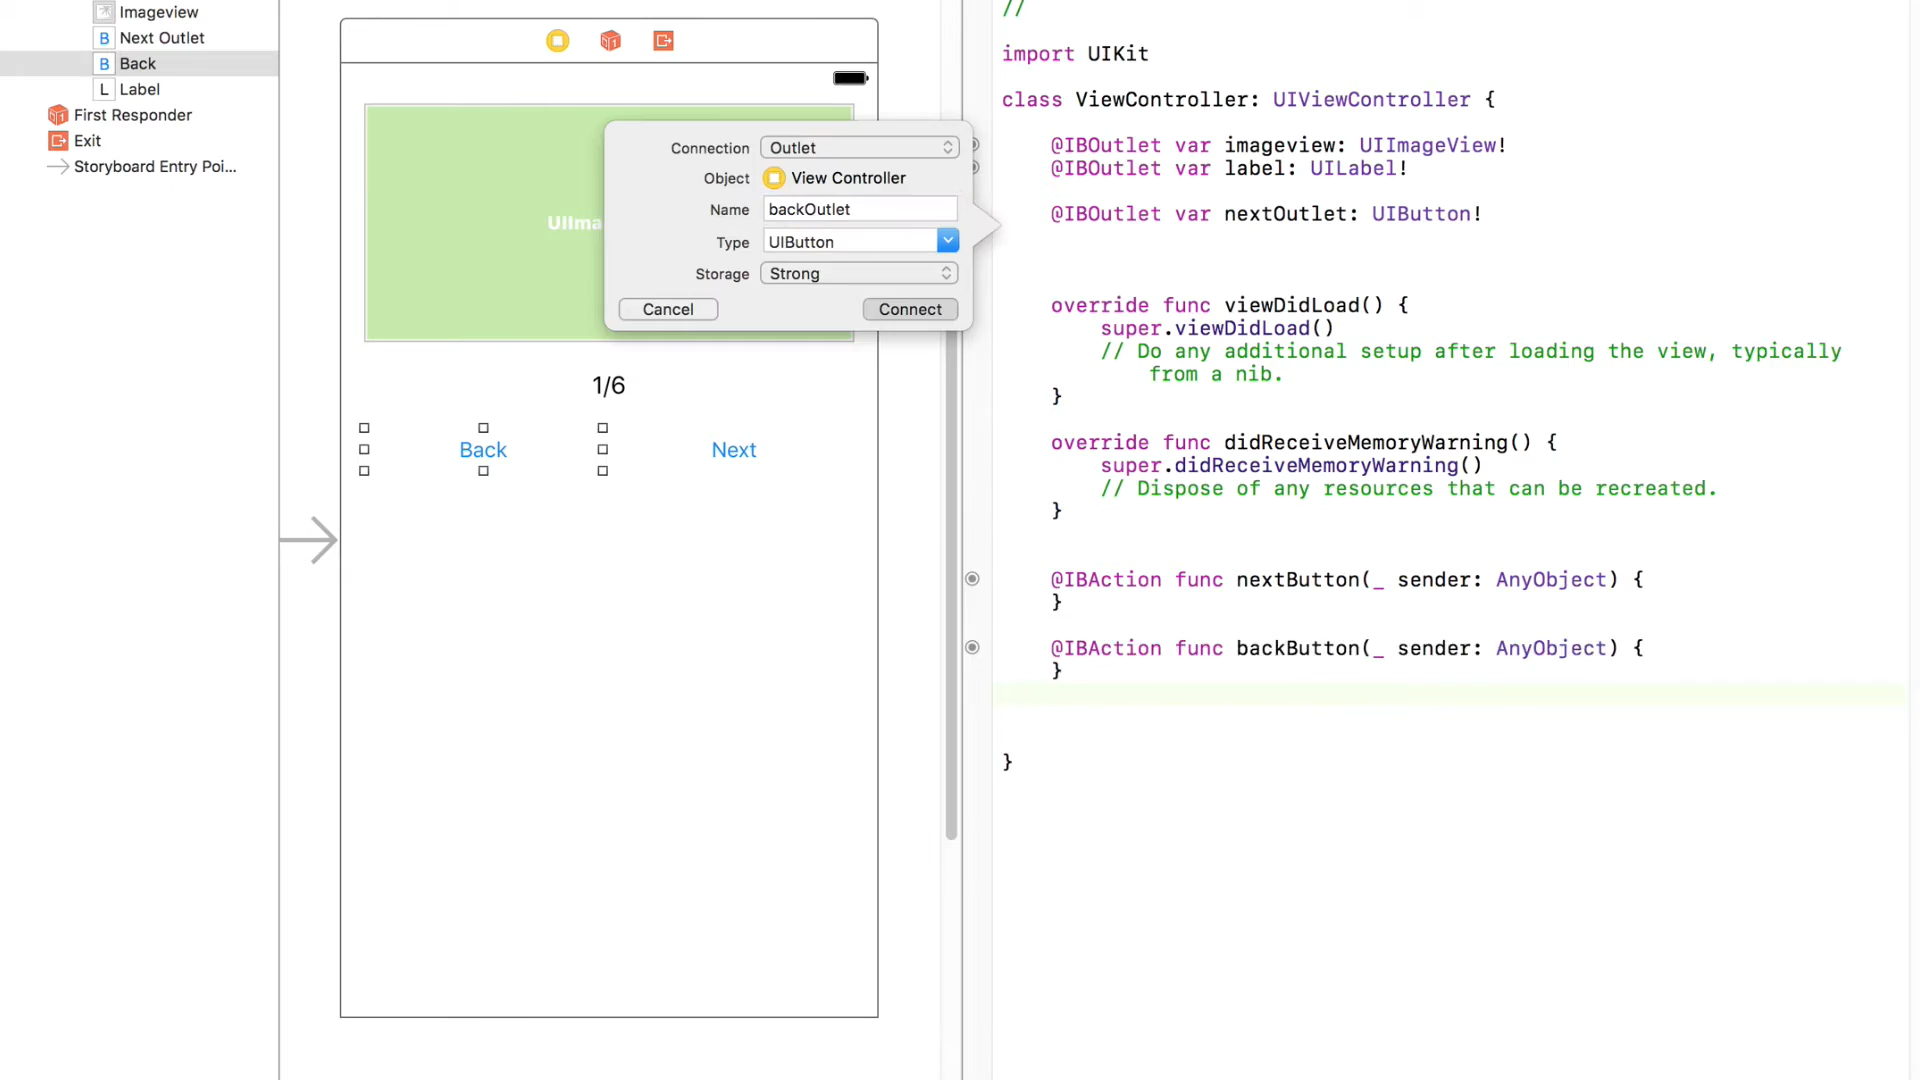 Imageview
B Next Outlet
B Back
L Label
First Responder
Exit
Storyboard Entry Poi...
UIIma
Connection Outlet
Object View Controller
Name backOutlet
Type UIButton
Storage Strong
Cancel Connect
1/6
Back Next
//
import UIKit
class ViewController: UIViewController {
@IBOutlet var imageview: UIImageView!
@IBOutlet var label: UILabel!
@IBOutlet var nextOutlet: UIButton!
override func viewDidLoad() {
super.viewDidLoad()
// Do any additional setup after loading the view, typically
from a nib.
}
override func didReceiveMemoryWarning() {
super.didReceiveMemoryWarning()
// Dispose of any resources that can be recreated.
}
@IBAction func nextButton(_ sender: AnyObject) {
}
@IBAction func backButton(_ sender: AnyObject) {
}
}